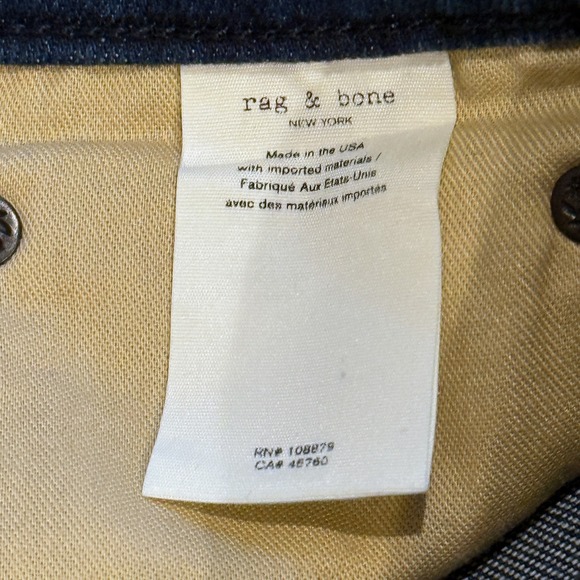 rag & bone
NEW YORK
Made in the USA
with imported materials /
Fabriqué Aux États-Unis
avec des matériaux importés
RN# 108879
CA# 45760